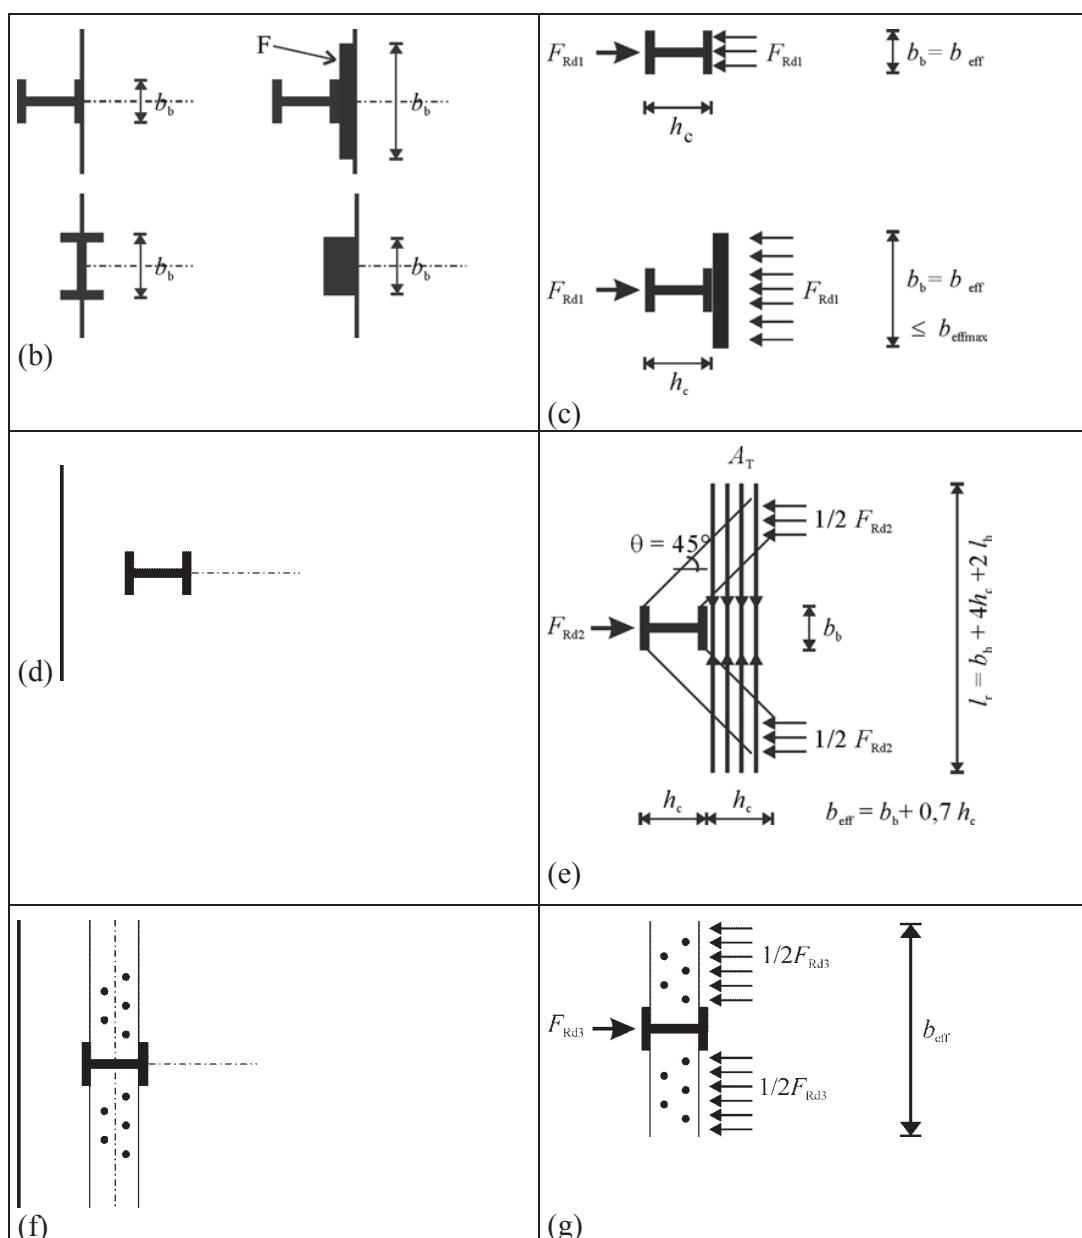 F
b_b
b_b
b_b
b_b
(b)
F_Rd1
F_Rd1
b_b = b_eff
h_c
F_Rd1
F_Rd1
b_b = b_eff
≤ b_effmax
h_c
(c)
(d)
A_T
1/2 F_Rd2
θ = 45°
F_Rd2
b_b
l_r = b_b + 4h_c + 2 l_b
1/2 F_Rd2
h_c
h_c
b_eff = b_b + 0,7 h_c
(e)
(f)
1/2F_Rd3
F_Rd3
b_eff
1/2F_Rd3
(g)